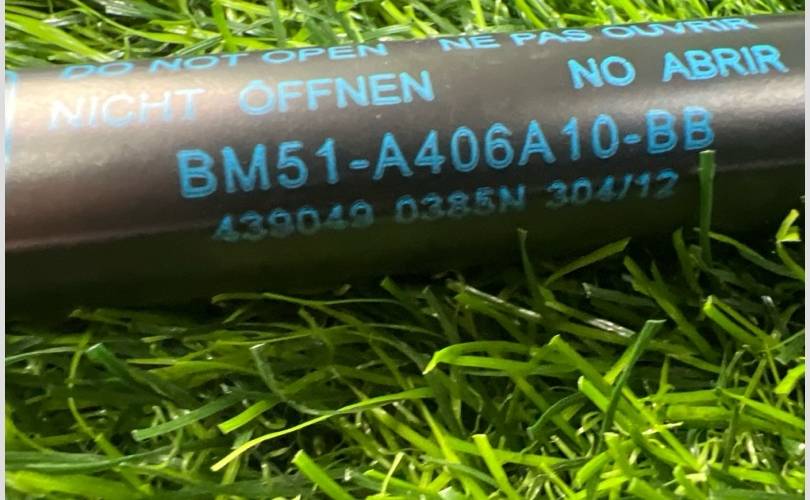 DO NOT OPEN NE PAS OUVRIR
NICHT ÖFFNEN NO ABRIR
BM51-A406A10-BB
439049 0385N 304/12